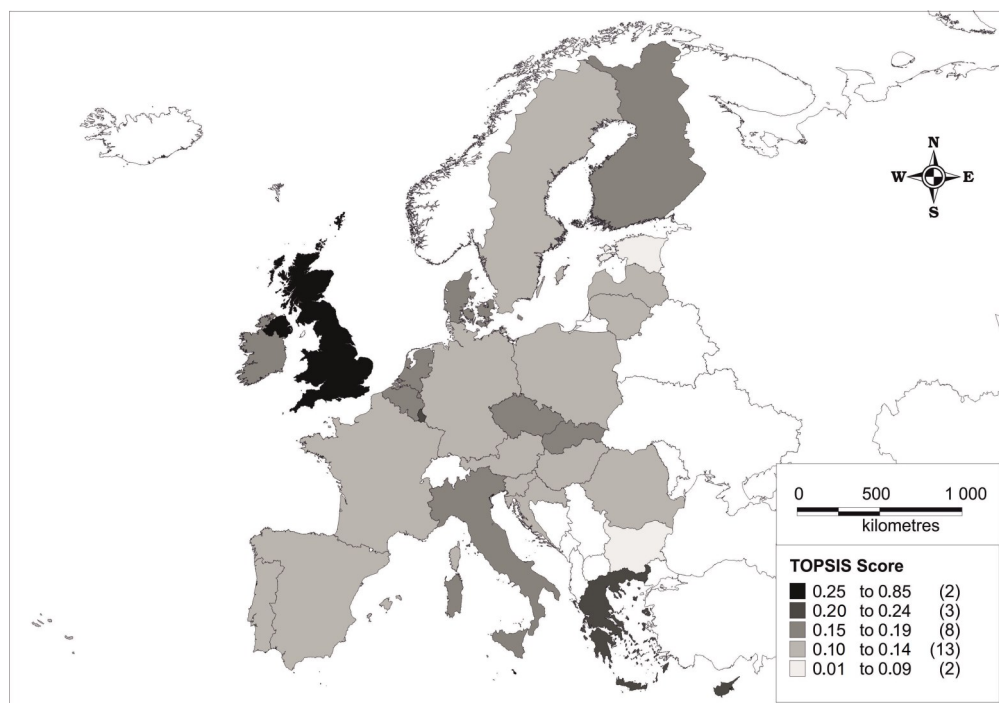 N
W E
S
0 500 1 000
kilometres
TOPSIS Score
0.25 to 0.85 (2)
0.20 to 0.24 (3)
0.15 to 0.19 (8)
0.10 to 0.14 (13)
0.01 to 0.09 (2)